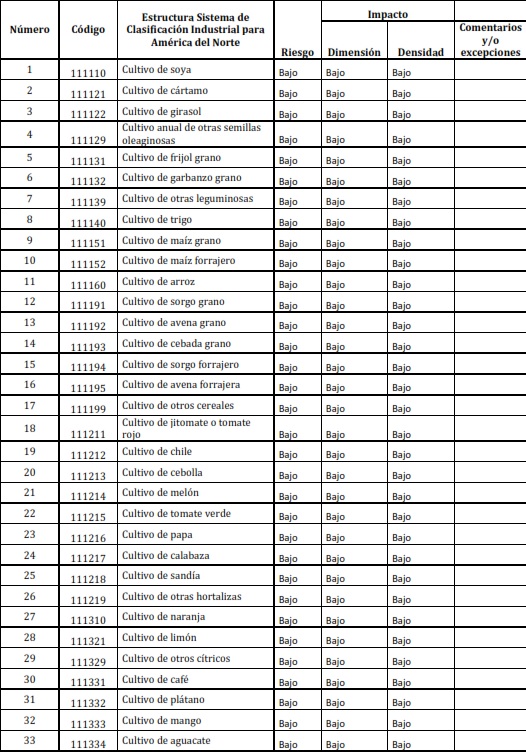 Número Código Estructura Sistema de Clasificación Industrial para América del Norte Riesgo Impacto Dimensión Densidad Comentarios y/o excepciones
1 111110 Cultivo de soya Bajo Bajo Bajo
2 111121 Cultivo de cártamo Bajo Bajo Bajo
3 111122 Cultivo de girasol Bajo Bajo Bajo
4 111129 Cultivo anual de otras semillas oleaginosas Bajo Bajo Bajo
5 111131 Cultivo de frijol grano Bajo Bajo Bajo
6 111132 Cultivo de garbanzo grano Bajo Bajo Bajo
7 111139 Cultivo de otras leguminosas Bajo Bajo Bajo
8 111140 Cultivo de trigo Bajo Bajo Bajo
9 111151 Cultivo de maíz grano Bajo Bajo Bajo
10 111152 Cultivo de maíz forrajero Bajo Bajo Bajo
11 111160 Cultivo de arroz Bajo Bajo Bajo
12 111191 Cultivo de sorgo grano Bajo Bajo Bajo
13 111192 Cultivo de avena grano Bajo Bajo Bajo
14 111193 Cultivo de cebada grano Bajo Bajo Bajo
15 111194 Cultivo de sorgo forrajero Bajo Bajo Bajo
16 111195 Cultivo de avena forrajera Bajo Bajo Bajo
17 111199 Cultivo de otros cereales Bajo Bajo Bajo
18 111211 Cultivo de jitomate o tomate rojo Bajo Bajo Bajo
19 111212 Cultivo de chile Bajo Bajo Bajo
20 111213 Cultivo de cebolla Bajo Bajo Bajo
21 111214 Cultivo de melón Bajo Bajo Bajo
22 111215 Cultivo de tomate verde Bajo Bajo Bajo
23 111216 Cultivo de papa Bajo Bajo Bajo
24 111217 Cultivo de calabaza Bajo Bajo Bajo
25 111218 Cultivo de sandía Bajo Bajo Bajo
26 111219 Cultivo de otras hortalizas Bajo Bajo Bajo
27 111310 Cultivo de naranja Bajo Bajo Bajo
28 111321 Cultivo de limón Bajo Bajo Bajo
29 111329 Cultivo de otros cítricos Bajo Bajo Bajo
30 111331 Cultivo de café Bajo Bajo Bajo
31 111332 Cultivo de plátano Bajo Bajo Bajo
32 111333 Cultivo de mango Bajo Bajo Bajo
33 111334 Cultivo de aguacate Bajo Bajo Bajo